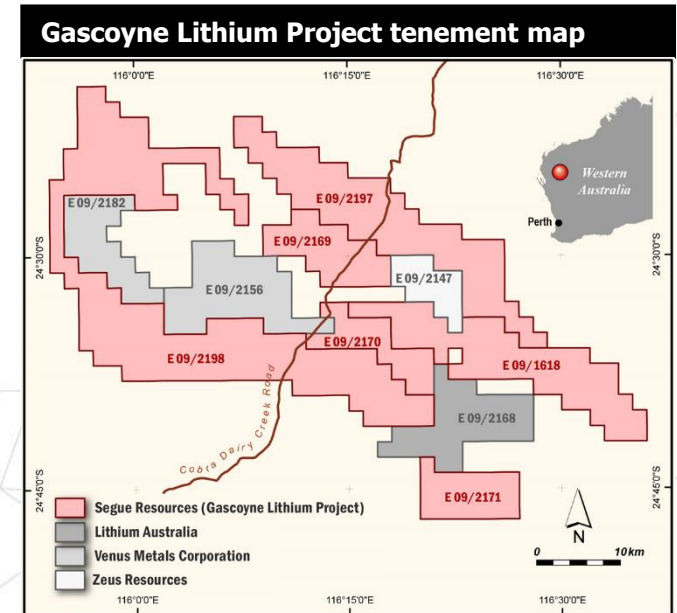 Gascoyne Lithium Project tenement map
116°0'0"E
116°15'0"E
116°30'0"E
Western
Australia
Perth
E 09/2182
E 09/2197
E 09/2169
24°30'0"S
24°30'0"S
E 09/2147
E 09/2156
E 09/2170
E 09/2198
E 09/1618
Cobra Dairy Creek Road
E 09/2168
24°45'0"S
24°45'0"S
E 09/2171
Segue Resources (Gascoyne Lithium Project)
Lithium Australia
Venus Metals Corporation
Zeus Resources
N
0 10km
116°0'0"E
116°15'0"E
116°30'0"E